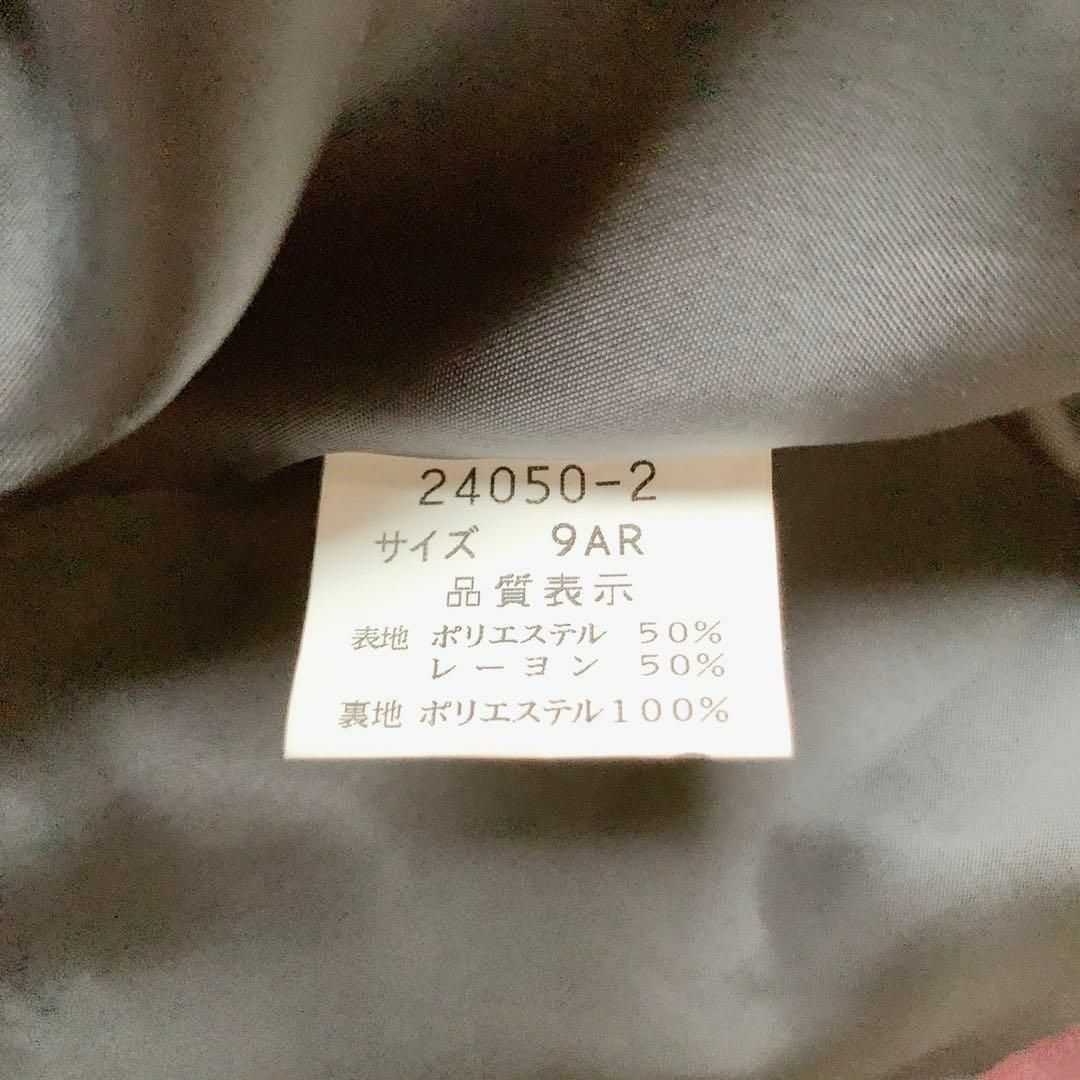 24050-2
サイズ 9AR
品質表示
表地 ポリエステル 50%
レーヨン 50%
裏地 ポリエステル100%